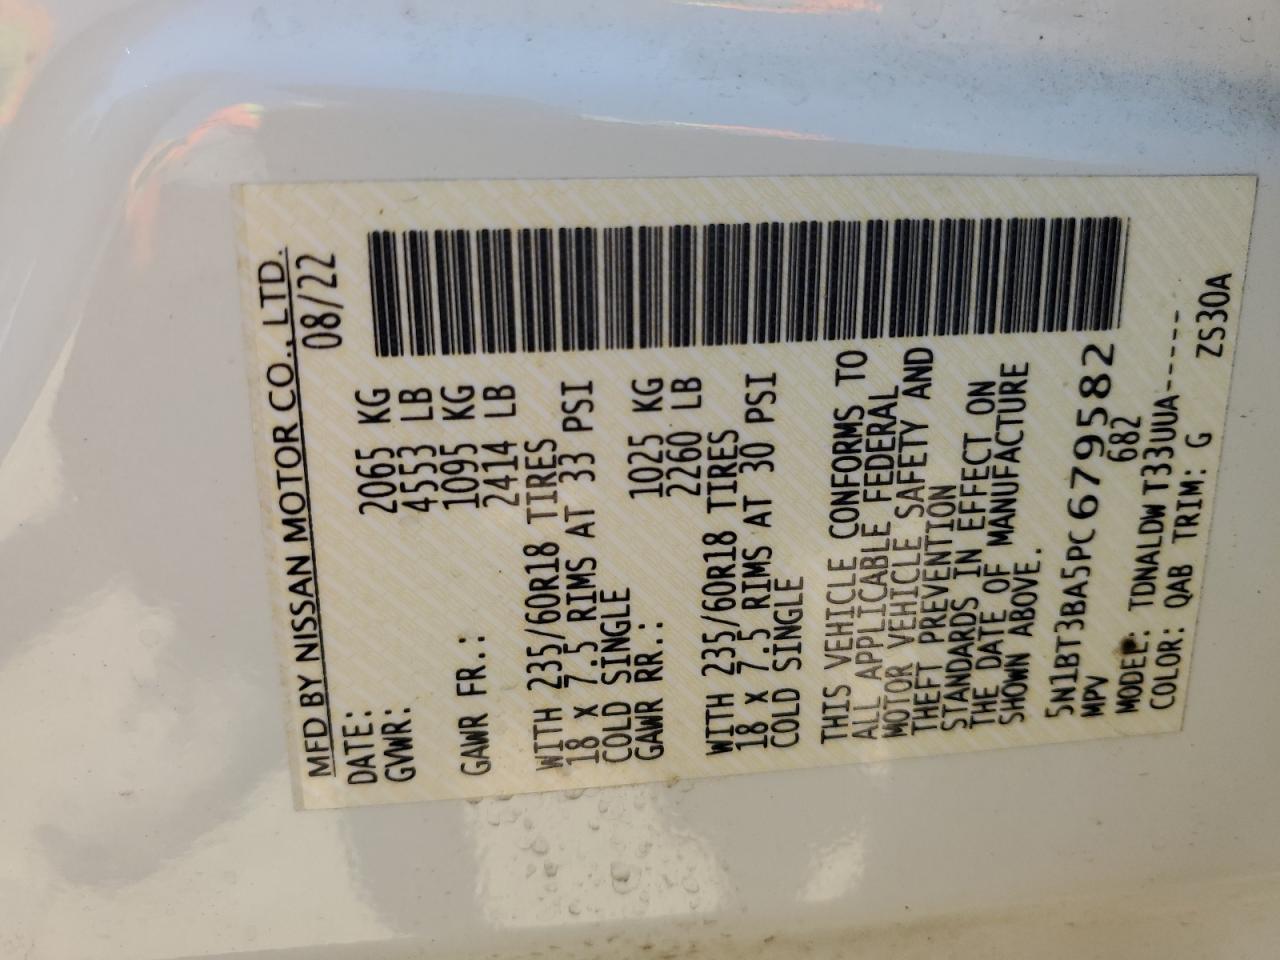 MFD BY NISSAN MOTOR CO., LTD.
DATE: 08/22
GVWR: 2065 KG
4553 LB
GAWR FR.: 1095 KG
2414 LB
WITH 235/60R18 TIRES
18 X 7.5 RIMS AT 33 PSI
COLD SINGLE
GAWR RR.: 1025 KG
2260 LB
WITH 235/60R18 TIRES
18 X 7.5 RIMS AT 30 PSI
COLD SINGLE
THIS VEHICLE CONFORMS TO
ALL APPLICABLE FEDERAL
MOTOR VEHICLE SAFETY AND
THEFT PREVENTION
STANDARDS IN EFFECT ON
THE DATE OF MANUFACTURE
SHOWN ABOVE.
5N1BT3BA5PC679582
MPV 682
MODEL: TDNALDWT33UUA-----
COLOR: QAB TRIM: G ZS30A